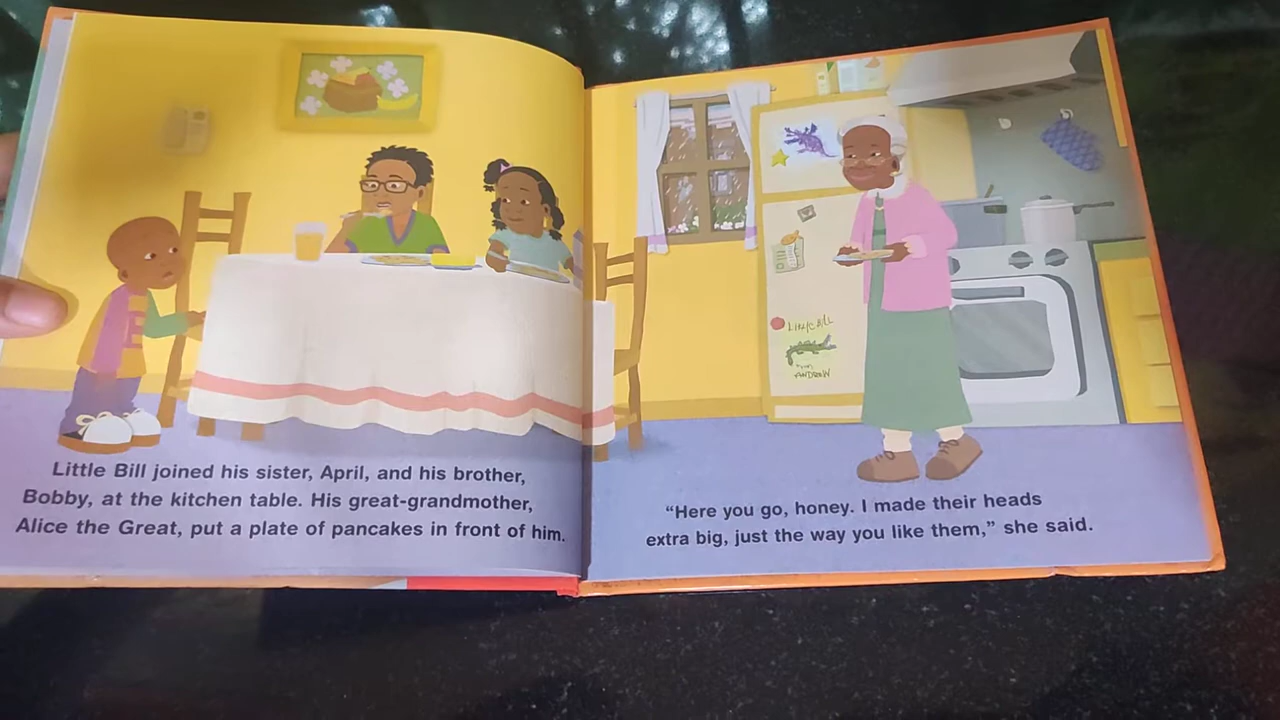 Little Bill joined his sister, April, and his brother,
Bobby, at the kitchen table. His great-grandmother,
Alice the Great, put a plate of pancakes in front of him.
"Here you go, honey. I made their heads
extra big, just the way you like them," she said.
ANDREW